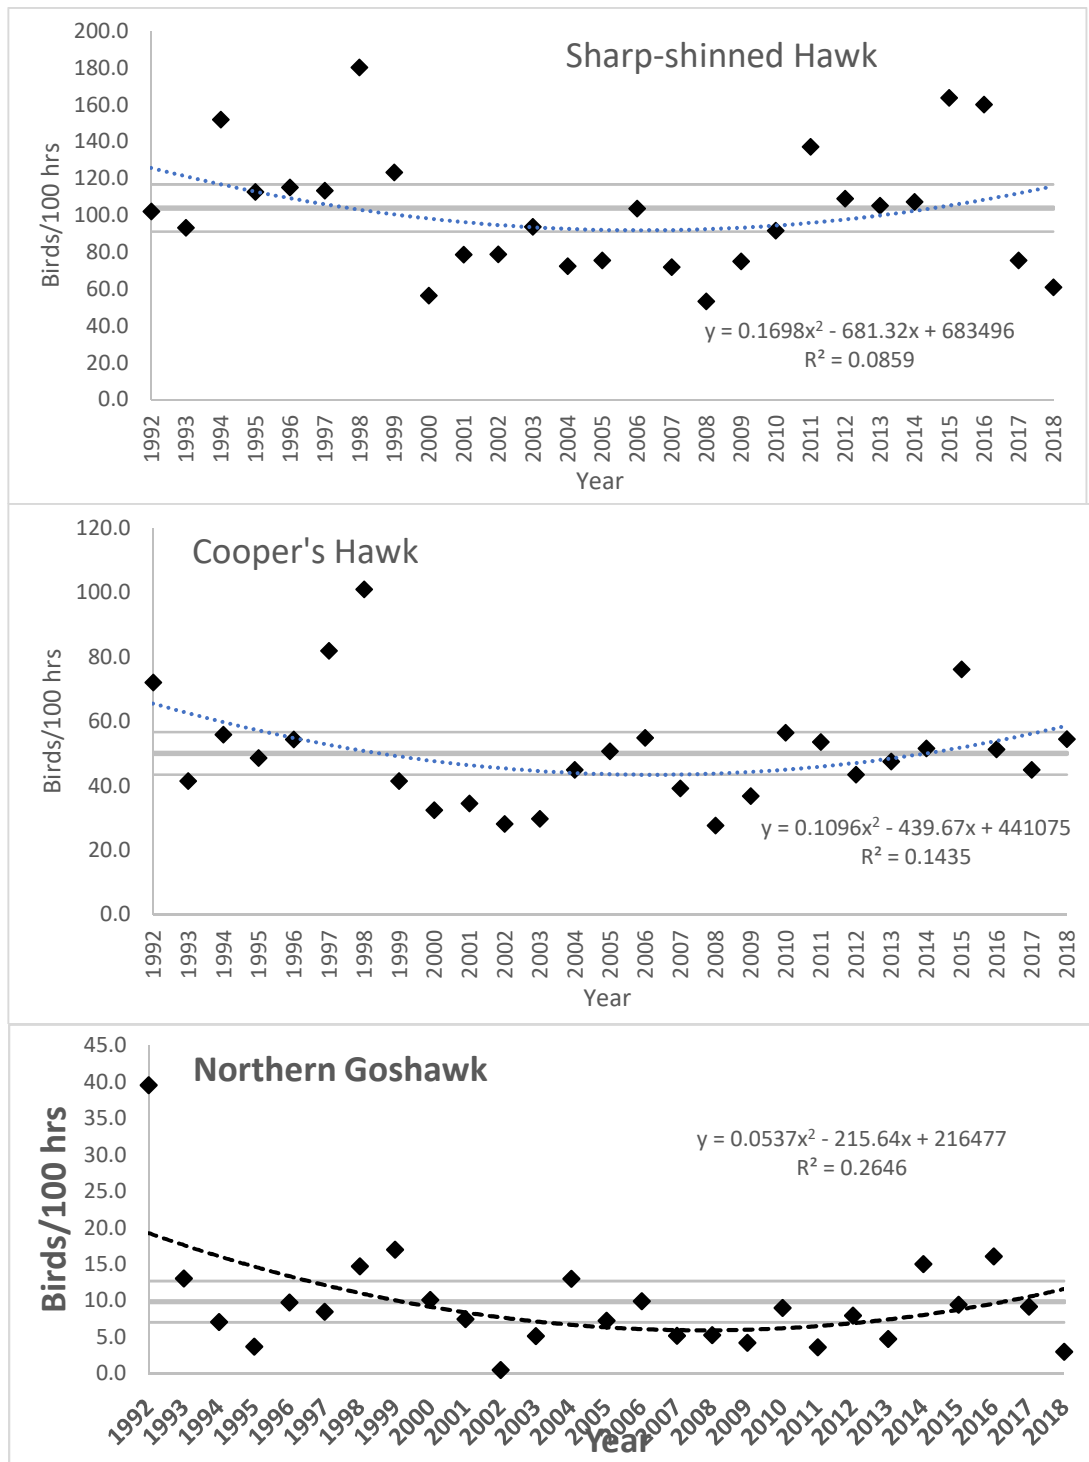 Sharp-shinned Hawk
Birds/100 hrs
200.0
180.0
160.0
140.0
120.0
100.0
80.0
60.0
40.0
20.0
0.0
y = 0.1698x² - 681.32x + 683496
R² = 0.0859
1992 1993 1994 1995 1996 1997 1998 1999 2000 2001 2002 2003 2004 2005 2006 2007 2008 2009 2010 2011 2012 2013 2014 2015 2016 2017 2018
Year
Cooper's Hawk
Birds/100 hrs
120.0
100.0
80.0
60.0
40.0
20.0
0.0
y = 0.1096x² - 439.67x + 441075
R² = 0.1435
1992 1993 1994 1995 1996 1997 1998 1999 2000 2001 2002 2003 2004 2005 2006 2007 2008 2009 2010 2011 2012 2013 2014 2015 2016 2017 2018
Year
Northern Goshawk
Birds/100 hrs
45.0
40.0
35.0
30.0
25.0
20.0
15.0
10.0
5.0
0.0
y = 0.0537x² - 215.64x + 216477
R² = 0.2646
1992 1993 1994 1995 1996 1997 1998 1999 2000 2001 2002 2003 2004 2005 2006 2007 2008 2009 2010 2011 2012 2013 2014 2015 2016 2017 2018
Year